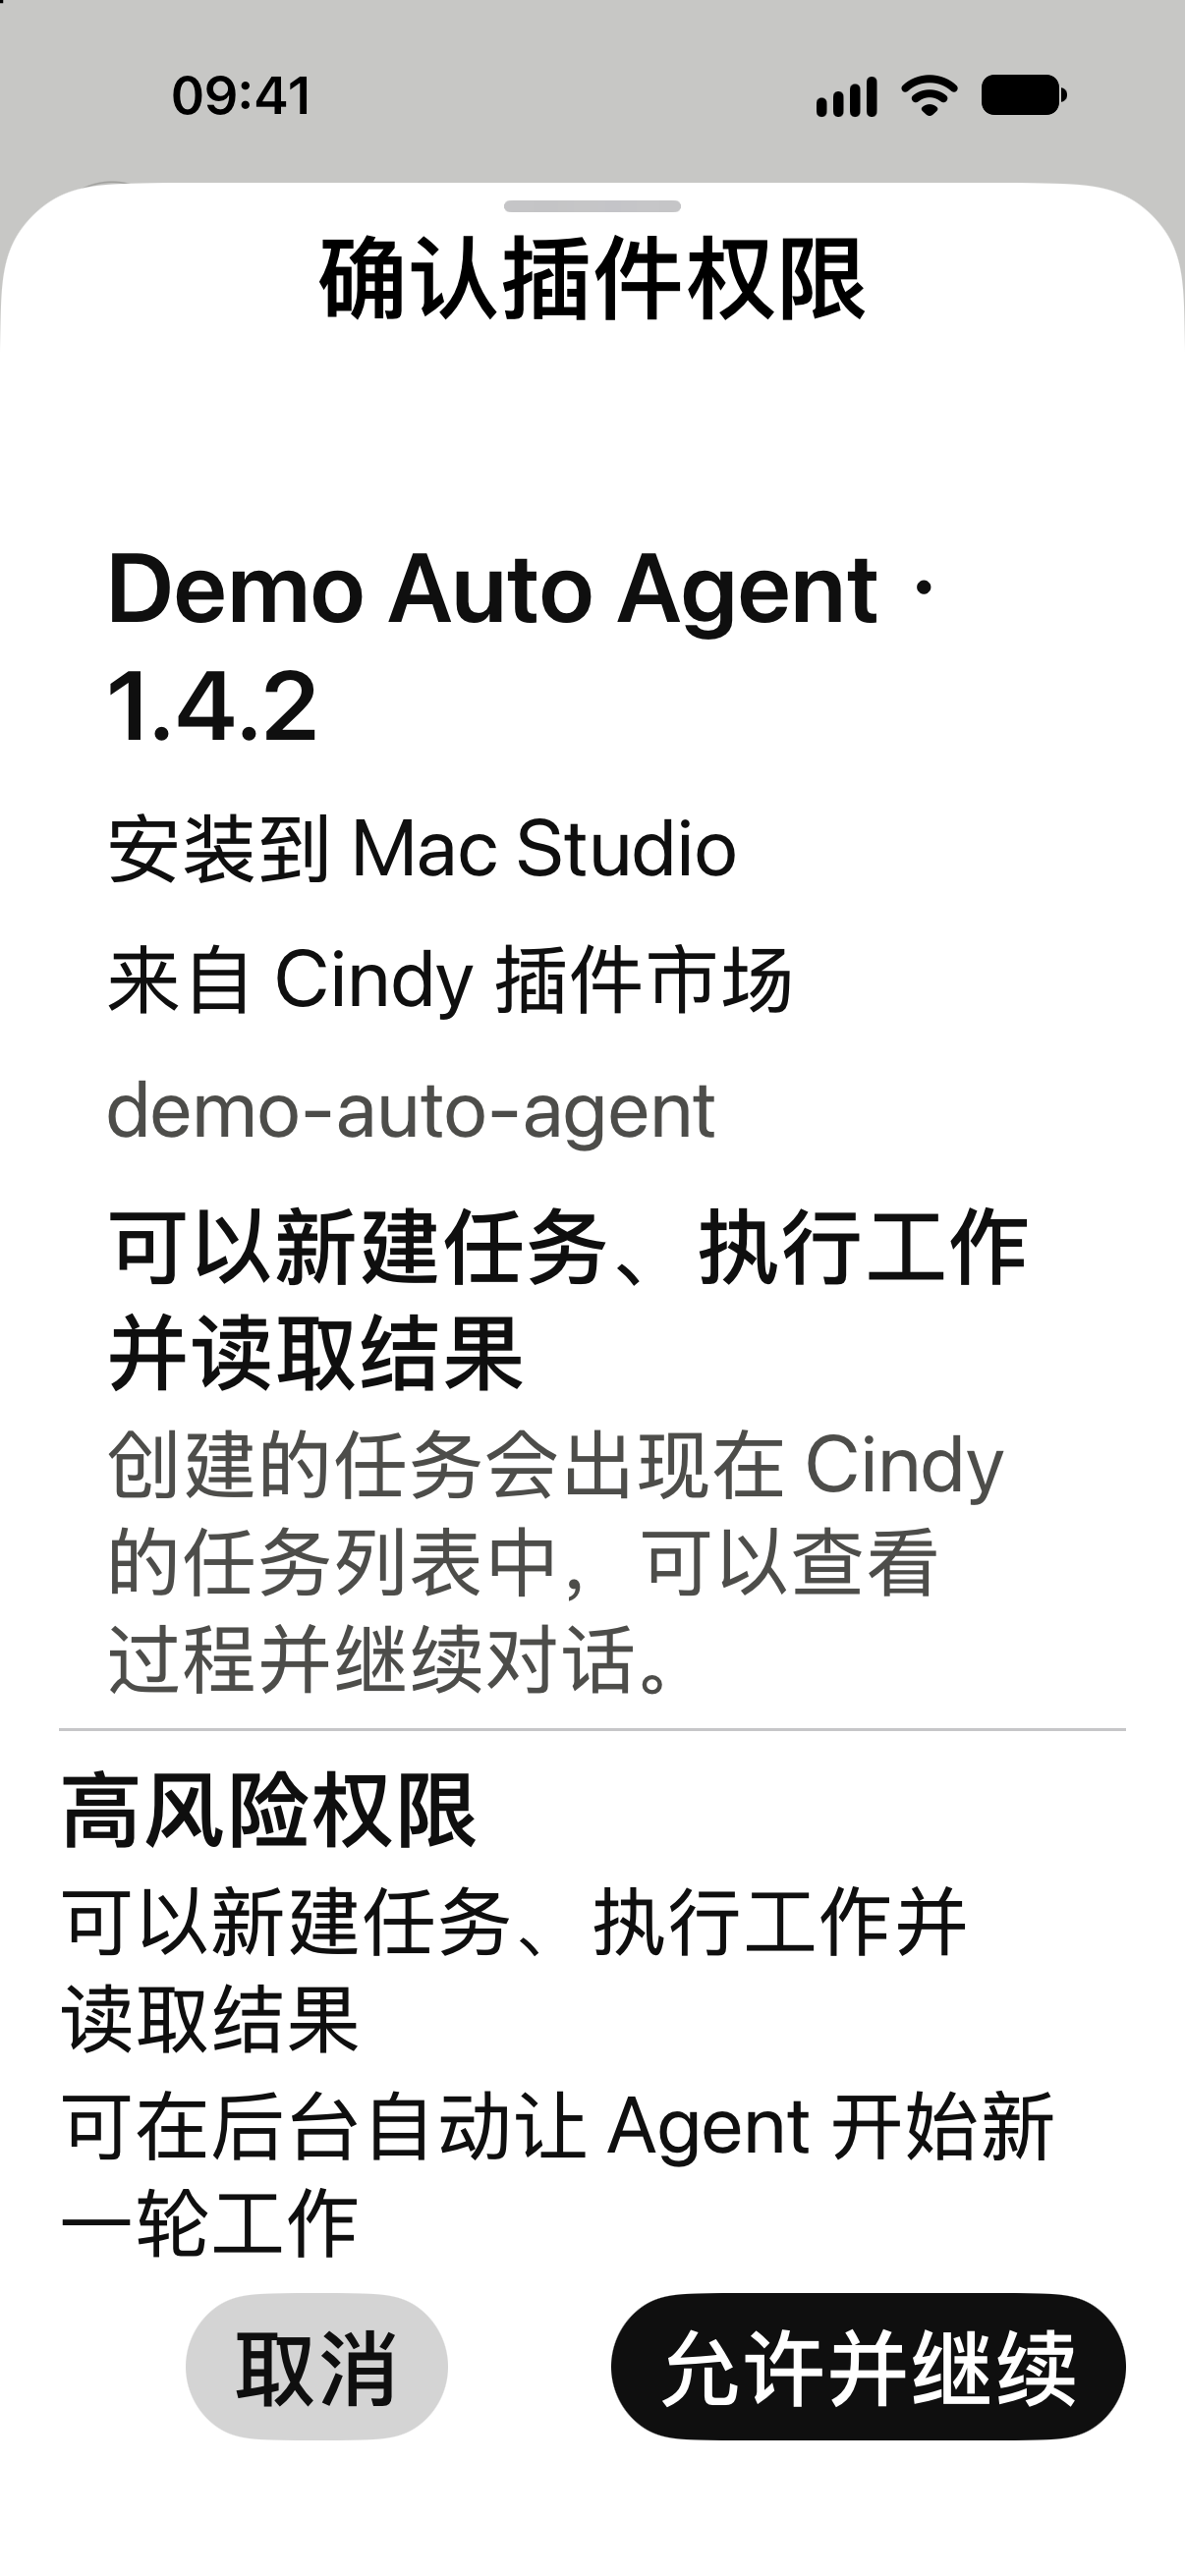 09:41
确认插件权限
Demo Auto Agent ·
1.4.2
安装到 Mac Studio
来自 Cindy 插件市场
demo-auto-agent
可以新建任务、执行工作
并读取结果
创建的任务会出现在 Cindy
的任务列表中，可以查看
过程并继续对话。
高风险权限
可以新建任务、执行工作并
读取结果
可在后台自动让 Agent 开始新
一轮工作
取消
允许并继续